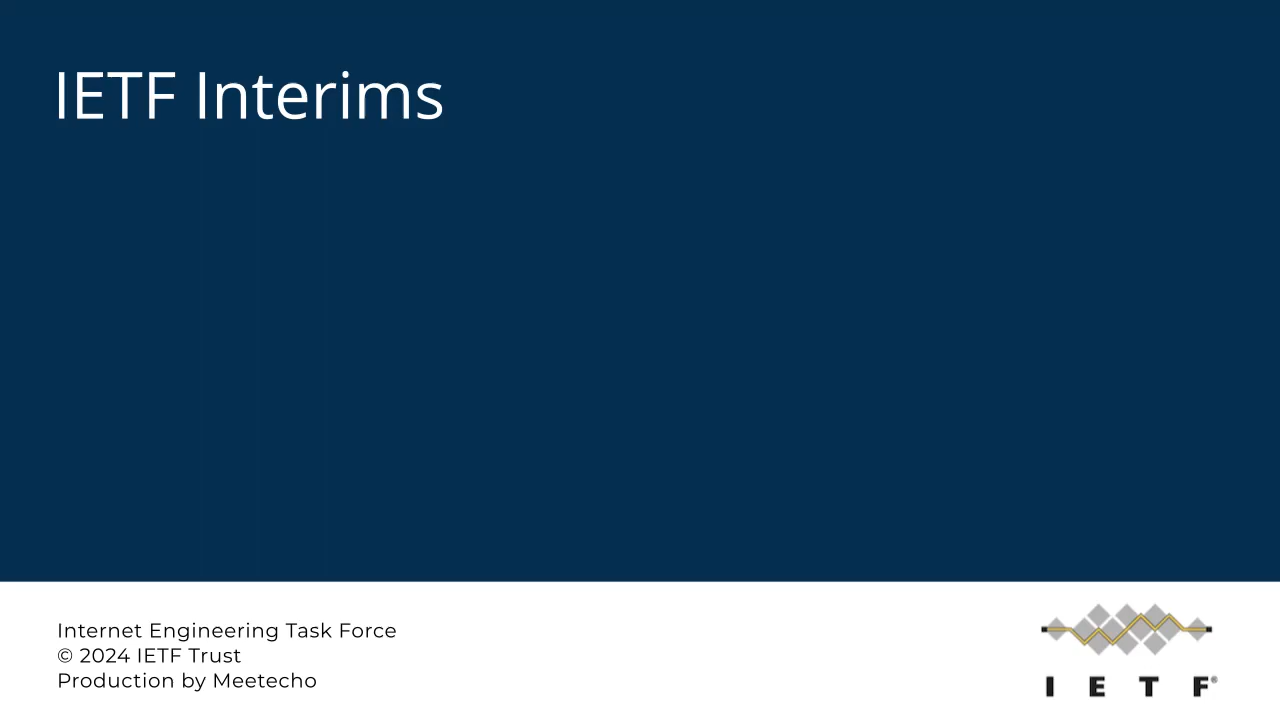 IETF Interims
Internet Engineering Task Force
© 2024 IETF Trust
Production by Meetecho
I E T F®